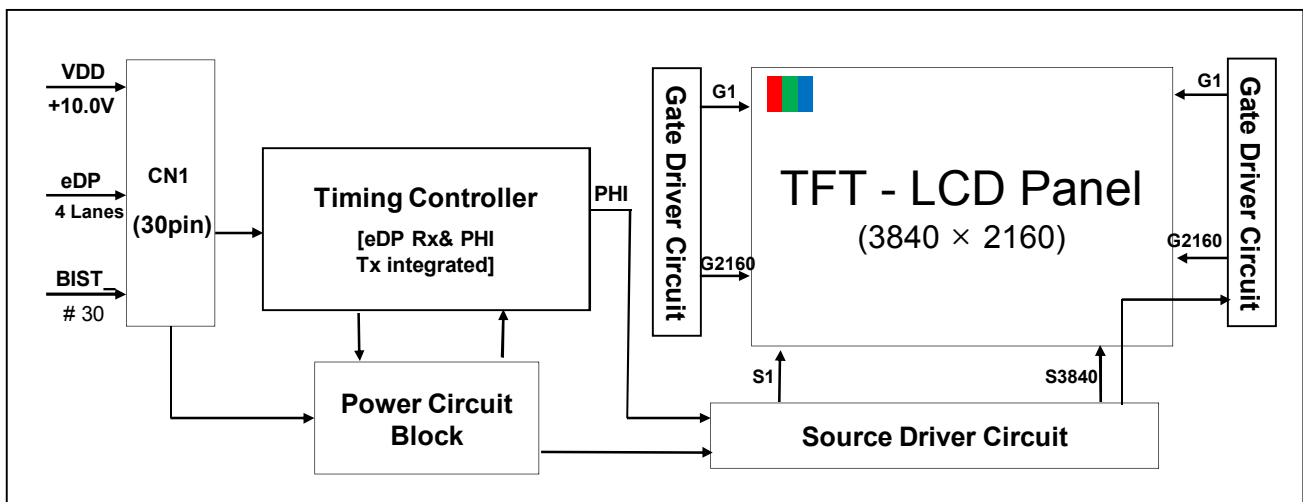 VDD
+10.0V
eDP
4 Lanes
BIST_
# 30
CN1
(30pin)
Timing Controller
[eDP Rx& PHI
Tx integrated]
PHI
Power Circuit
Block
Gate Driver Circuit
G1
G2160
TFT - LCD Panel
(3840 × 2160)
G1
G2160
Gate Driver Circuit
S1
S3840
Source Driver Circuit